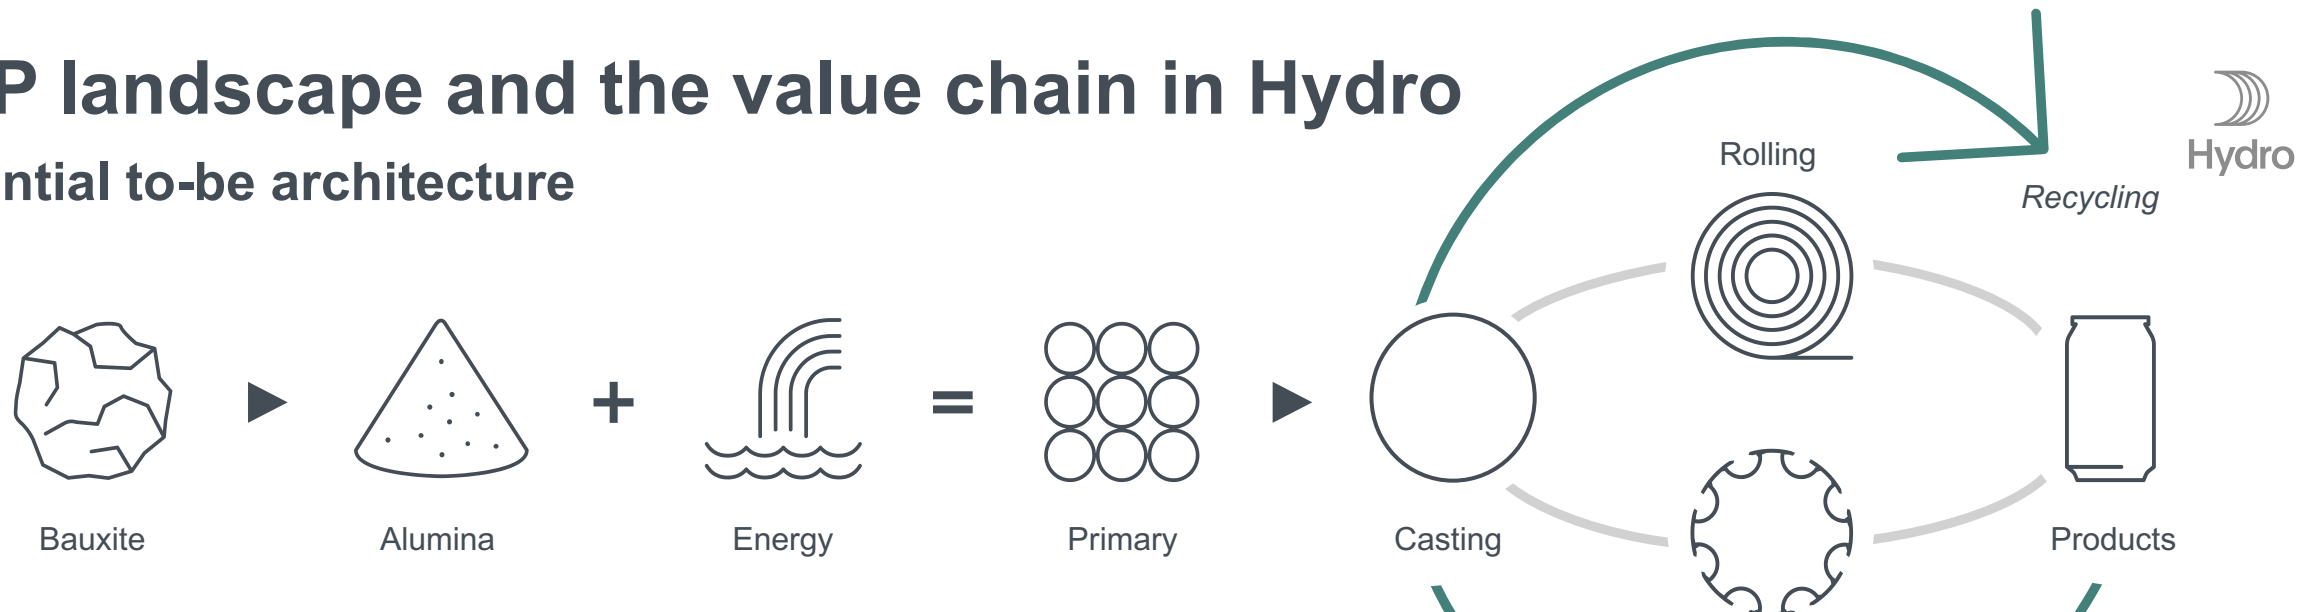 P landscape and the value chain in Hydro
ntial to-be architecture
Rolling
Hydro
Recycling
Bauxite
Alumina
Energy
Primary
Casting
Products